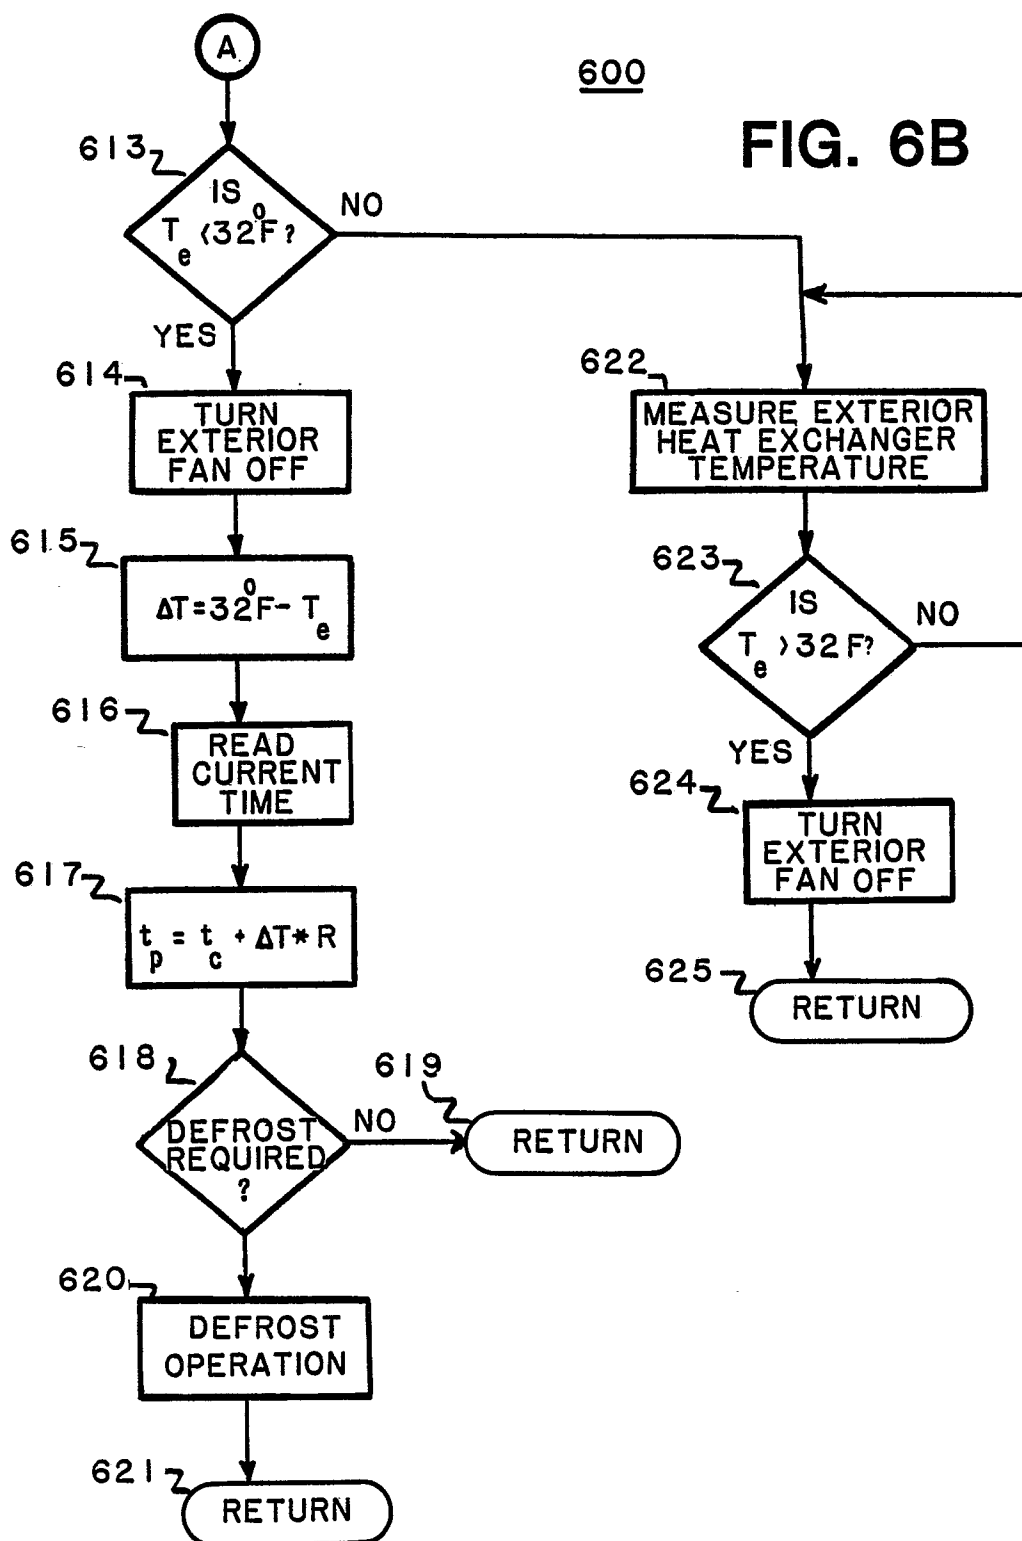 A
600
FIG. 6B
613
IS
Te <32°F?
NO
YES
614
TURN
EXTERIOR
FAN OFF
615
ΔT=32°F- Te
616
READ
CURRENT
TIME
617
tp = tc + ΔT* R
618
DEFROST
REQUIRED
?
NO
619
RETURN
620
DEFROST
OPERATION
621
RETURN
622
MEASURE EXTERIOR
HEAT EXCHANGER
TEMPERATURE
623
IS
Te >32 F?
NO
YES
624
TURN
EXTERIOR
FAN OFF
625
RETURN